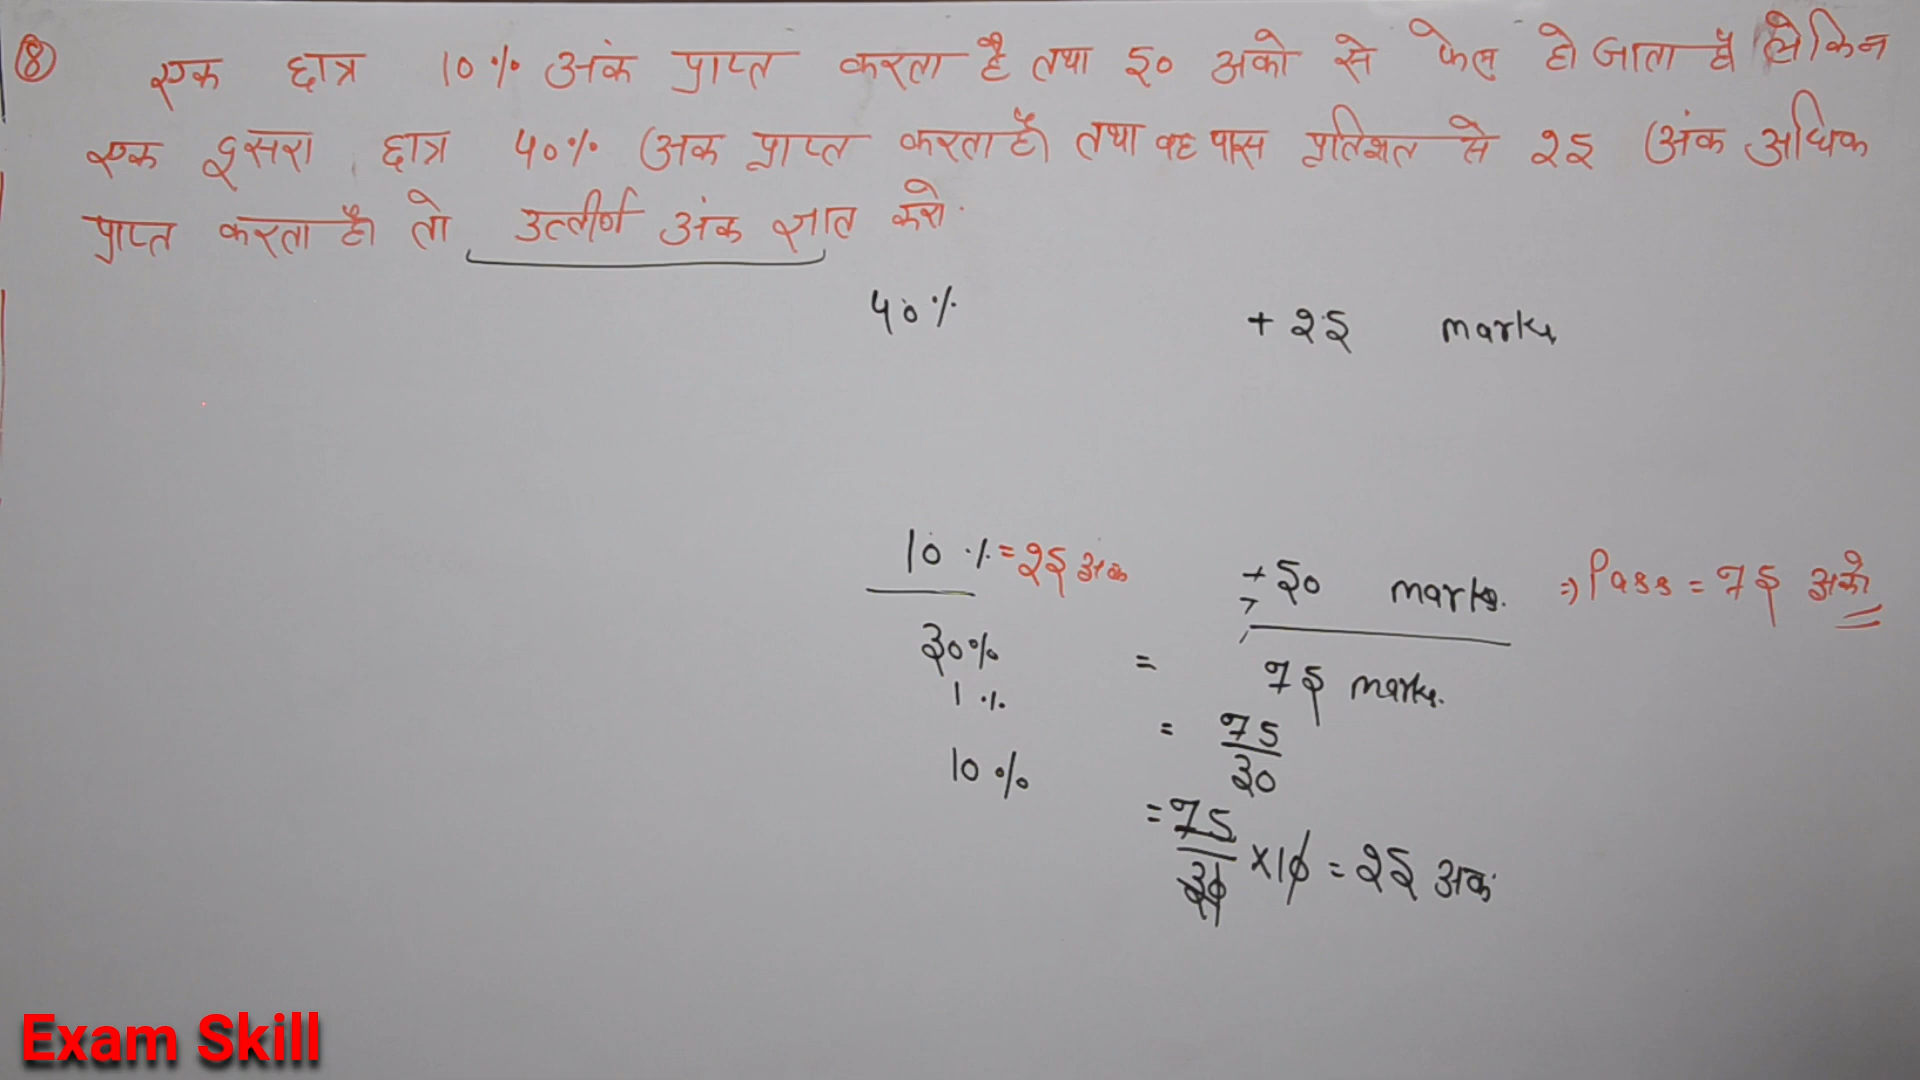 ⑧ एक छात्र 10% अंक प्राप्त करता है तथा 50 अको से फेल हो जाता है लेकिन
एक दुसरा छात्र 40% अंक प्राप्त करता है तथा वह पास प्रतिशत से 25 अंक अधिक
प्राप्त करता है तो उत्तीर्ण अंक ज्ञात करो.
40% + 25 marks
10% = 25 अंक + 50 marks. ⇒ Pass = 75 अंको
30% = 75 marks.
1% = 75/30
10% = 75/30 × 10 = 25 अंक
Exam Skill